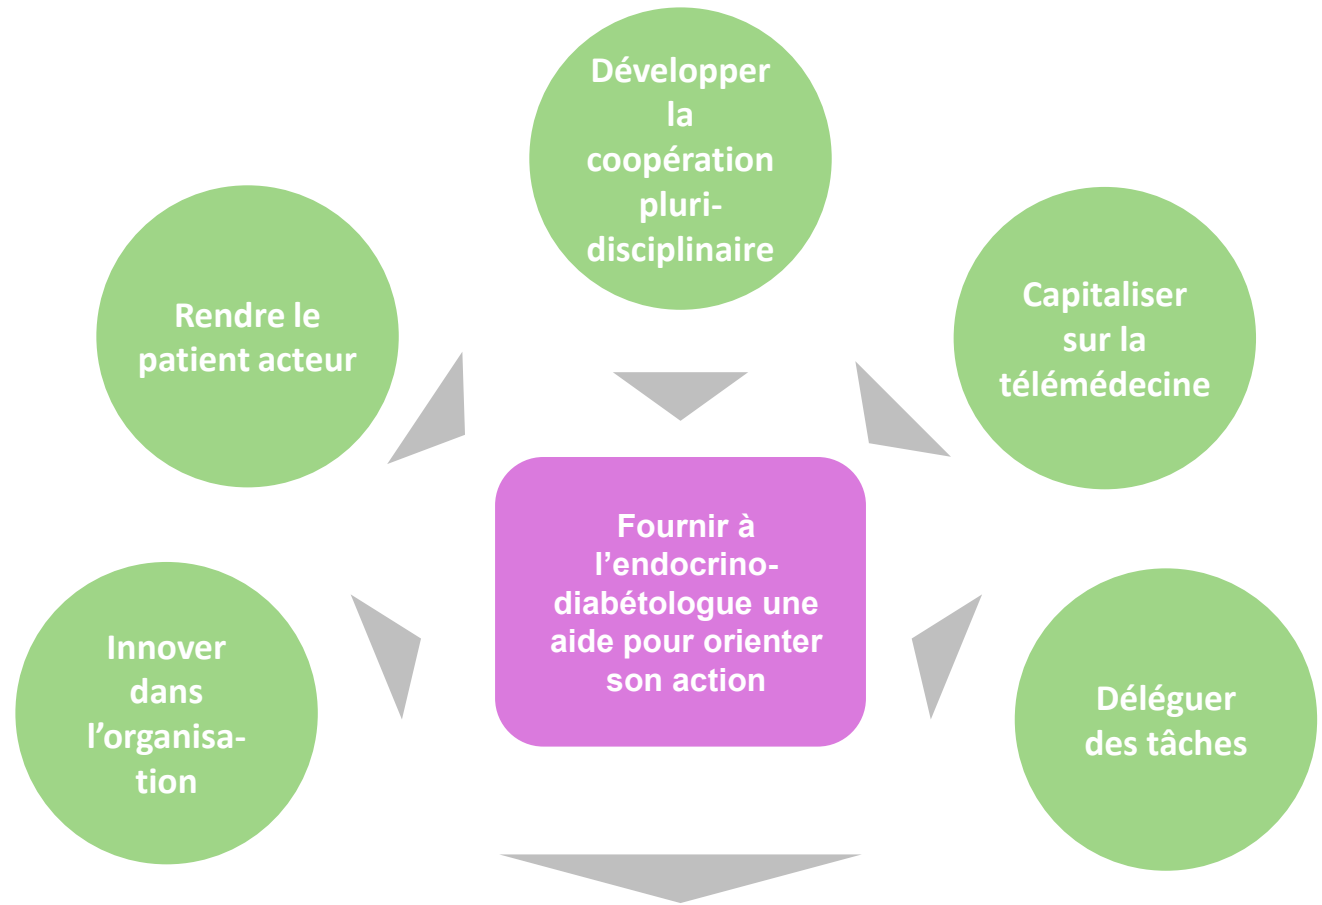 Développer
la
coopération
pluri-
disciplinaire
Rendre le
patient acteur
Capitaliser
sur la
télémédecine
Fournir à
l’endocrino-
diabétologue une
aide pour orienter
son action
Innover
dans
l’organisa-
tion
Déléguer
des tâches